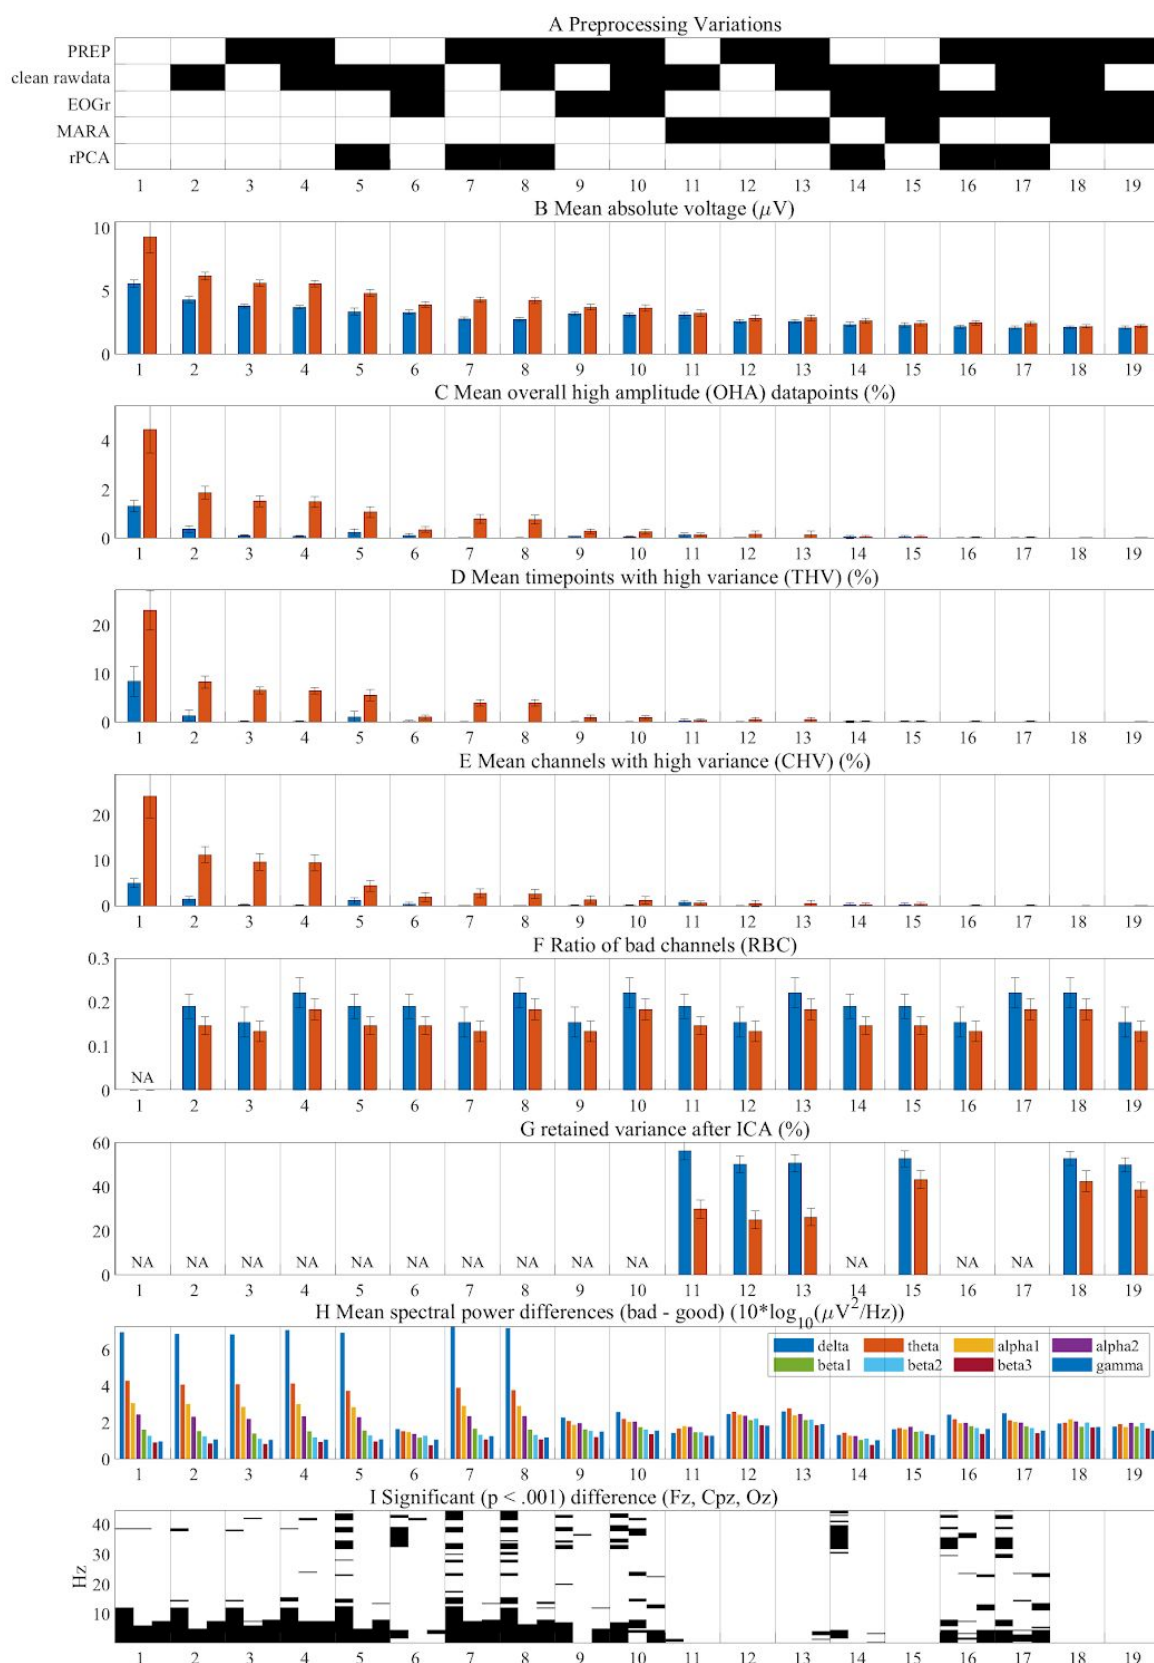 A Preprocessing Variations
PREP
clean rawdata
EOGr
MARA
rPCA
1 2 3 4 5 6 7 8 9 10 11 12 13 14 15 16 17 18 19
B Mean absolute voltage (μV)
10
5
0
1 2 3 4 5 6 7 8 9 10 11 12 13 14 15 16 17 18 19
C Mean overall high amplitude (OHA) datapoints (%)
4
2
0
1 2 3 4 5 6 7 8 9 10 11 12 13 14 15 16 17 18 19
D Mean timepoints with high variance (THV) (%)
20
10
0
1 2 3 4 5 6 7 8 9 10 11 12 13 14 15 16 17 18 19
E Mean channels with high variance (CHV) (%)
20
10
0
1 2 3 4 5 6 7 8 9 10 11 12 13 14 15 16 17 18 19
F Ratio of bad channels (RBC)
0.3
0.2
0.1
NA
0
1 2 3 4 5 6 7 8 9 10 11 12 13 14 15 16 17 18 19
G retained variance after ICA (%)
60
40
20
NA NA NA NA NA NA NA NA NA NA NA NA NA
0
1 2 3 4 5 6 7 8 9 10 11 12 13 14 15 16 17 18 19
H Mean spectral power differences (bad - good) (10*log10(μV2/Hz))
delta theta alpha1 alpha2
beta1 beta2 beta3 gamma
6
4
2
0
1 2 3 4 5 6 7 8 9 10 11 12 13 14 15 16 17 18 19
I Significant (p < .001) difference (Fz, Cpz, Oz)
40
30
Hz
20
10
1 2 3 4 5 6 7 8 9 10 11 12 13 14 15 16 17 18 19